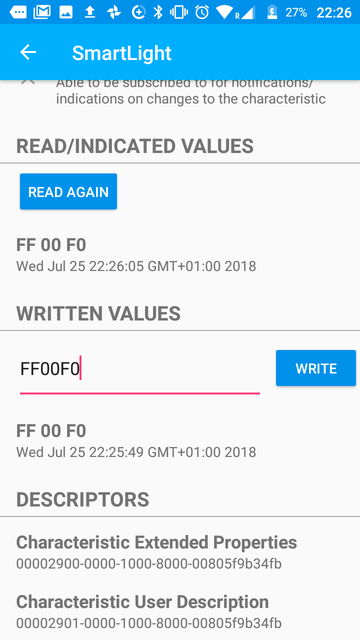 R 27% 22:26
SmartLight
Able to be subscribed to for notifications/
indications on changes to the characteristic
READ/INDICATED VALUES
READ AGAIN
FF 00 F0
Wed Jul 25 22:26:05 GMT+01:00 2018
WRITTEN VALUES
FF00F0
WRITE
FF 00 F0
Wed Jul 25 22:25:49 GMT+01:00 2018
DESCRIPTORS
Characteristic Extended Properties
00002900-0000-1000-8000-00805f9b34fb
Characteristic User Description
00002901-0000-1000-8000-00805f9b34fb